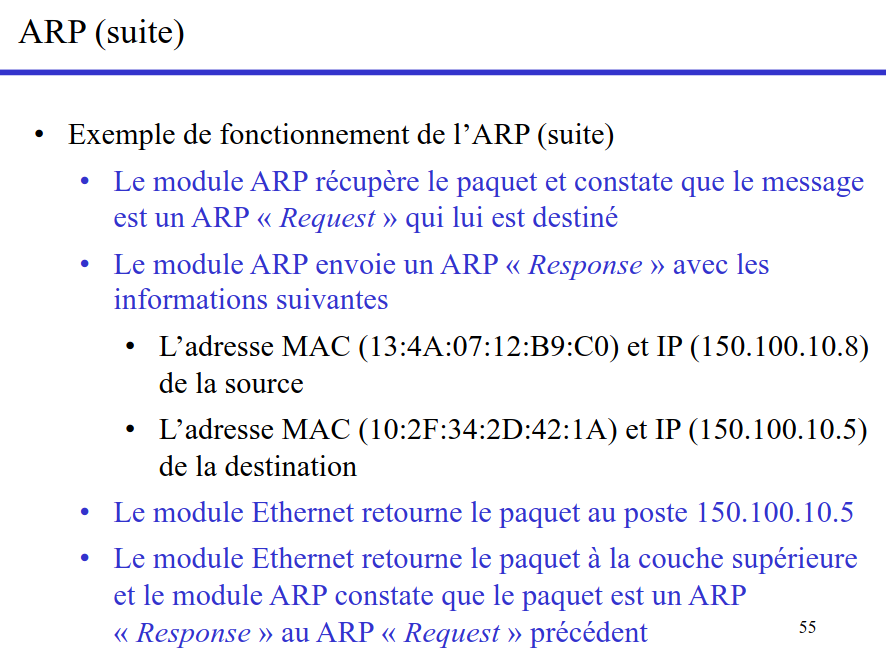 ARP (suite)
• Exemple de fonctionnement de l’ARP (suite)
• Le module ARP récupère le paquet et constate que le message
est un ARP « Request » qui lui est destiné
• Le module ARP envoie un ARP « Response » avec les
informations suivantes
• L’adresse MAC (13:4A:07:12:B9:C0) et IP (150.100.10.8)
de la source
• L’adresse MAC (10:2F:34:2D:42:1A) et IP (150.100.10.5)
de la destination
• Le module Ethernet retourne le paquet au poste 150.100.10.5
• Le module Ethernet retourne le paquet à la couche supérieure
et le module ARP constate que le paquet est un ARP
« Response » au ARP « Request » précédent
55